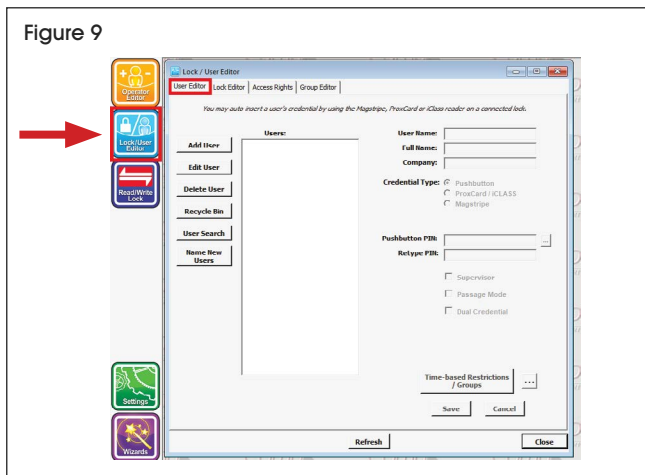 Figure 9
Operator
Editor
Lock/User
Editor
Read/Write
Lock
Settings
Wizards
Lock / User Editor
User Editor
Lock Editor
Access Rights
Group Editor
You may auto insert a user's credential by using the Magstripe, ProxCard or iClass reader on a connected lock.
Add User
Edit User
Delete User
Recycle Bin
User Search
Name New
Users
Users:
User Name:
Full Name:
Company:
Credential Type:
Pushbutton
ProxCard / iCLASS
Magstripe
Pushbutton PIN:
...
Retype PIN:
Supervisor
Passage Mode
Dual Credential
Time-based Restrictions
/ Groups
...
Save
Cancel
Refresh
Close